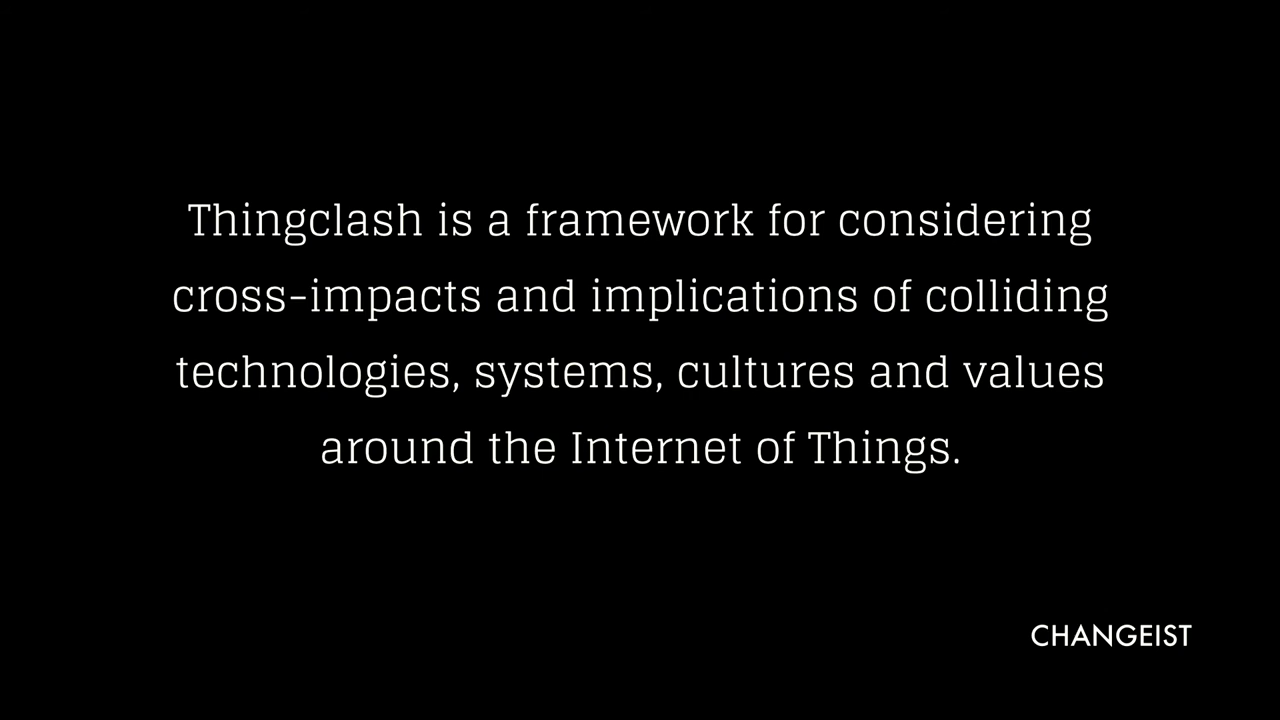 Thingclash is a framework for considering
cross-impacts and implications of colliding
technologies, systems, cultures and values
around the Internet of Things.
CHANGEIST